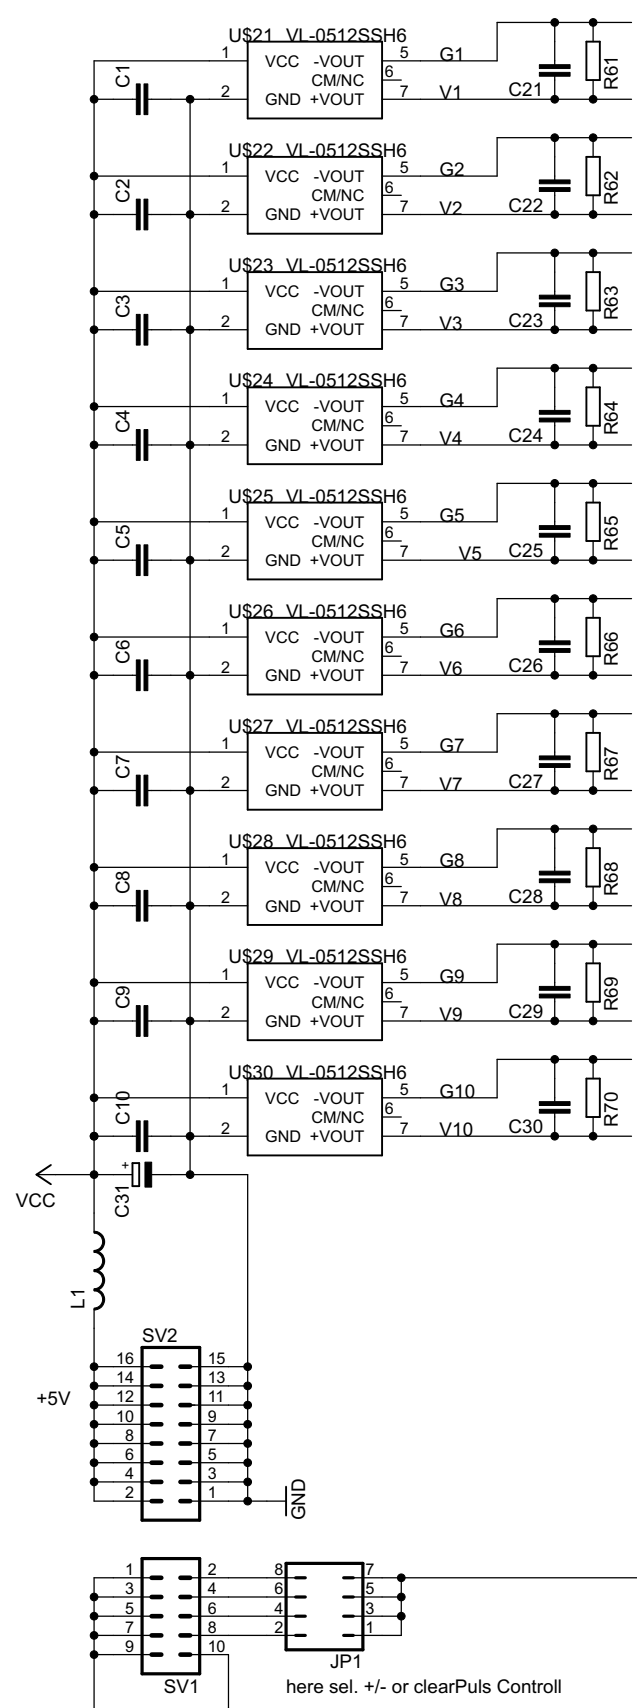 U$21 VL-0512SSH6
1 VCC -VOUT 5 G1
CM/NC 6
C1 2 GND +VOUT 7 V1 C21 R61
U$22 VL-0512SSH6
1 VCC -VOUT 5 G2
CM/NC 6
C2 2 GND +VOUT 7 V2 C22 R62
U$23 VL-0512SSH6
1 VCC -VOUT 5 G3
CM/NC 6
C3 2 GND +VOUT 7 V3 C23 R63
U$24 VL-0512SSH6
1 VCC -VOUT 5 G4
CM/NC 6
C4 2 GND +VOUT 7 V4 C24 R64
U$25 VL-0512SSH6
1 VCC -VOUT 5 G5
CM/NC 6
C5 2 GND +VOUT 7 V5 C25 R65
U$26 VL-0512SSH6
1 VCC -VOUT 5 G6
CM/NC 6
C6 2 GND +VOUT 7 V6 C26 R66
U$27 VL-0512SSH6
1 VCC -VOUT 5 G7
CM/NC 6
C7 2 GND +VOUT 7 V7 C27 R67
U$28 VL-0512SSH6
1 VCC -VOUT 5 G8
CM/NC 6
C8 2 GND +VOUT 7 V8 C28 R68
U$29 VL-0512SSH6
1 VCC -VOUT 5 G9
CM/NC 6
C9 2 GND +VOUT 7 V9 C29 R69
U$30 VL-0512SSH6
1 VCC -VOUT 5 G10
CM/NC 6
C10 2 GND +VOUT 7 V10 C30 R70
+
VCC C31
L1
SV2
16 15
14 13
+5V 12 11
10 9
8 7
6 5
4 3
2 1 GND
1 2 8 7
3 4 6 5
5 6 4 3
7 8 2 1
9 10
JP1
SV1
here sel. +/- or clearPuls Controll